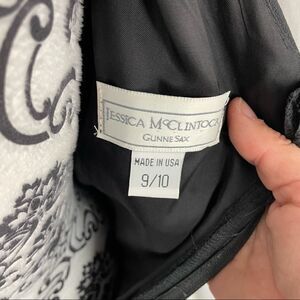 JESSICA MCCLINTOCK
GUNNE SAX
MADE IN USA
9/10